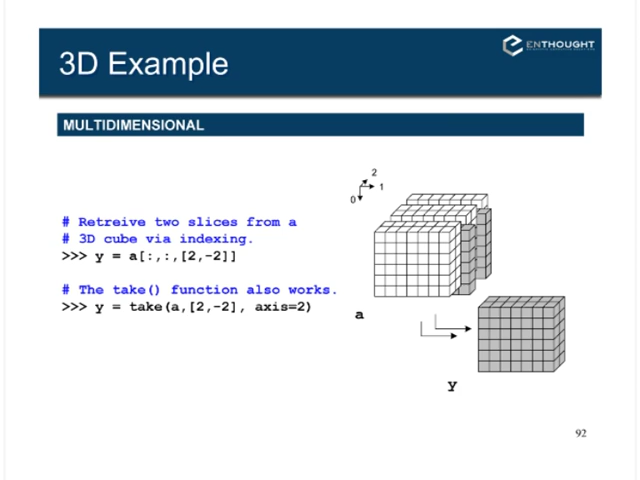 3D Example
ENTHOUGHT
MULTIDIMENSIONAL
# Retreive two slices from a
# 3D cube via indexing.
>>> y = a[:,:,[2,-2]]
# The take() function also works.
>>> y = take(a,[2,-2], axis=2)
2
1
0
a
y
92